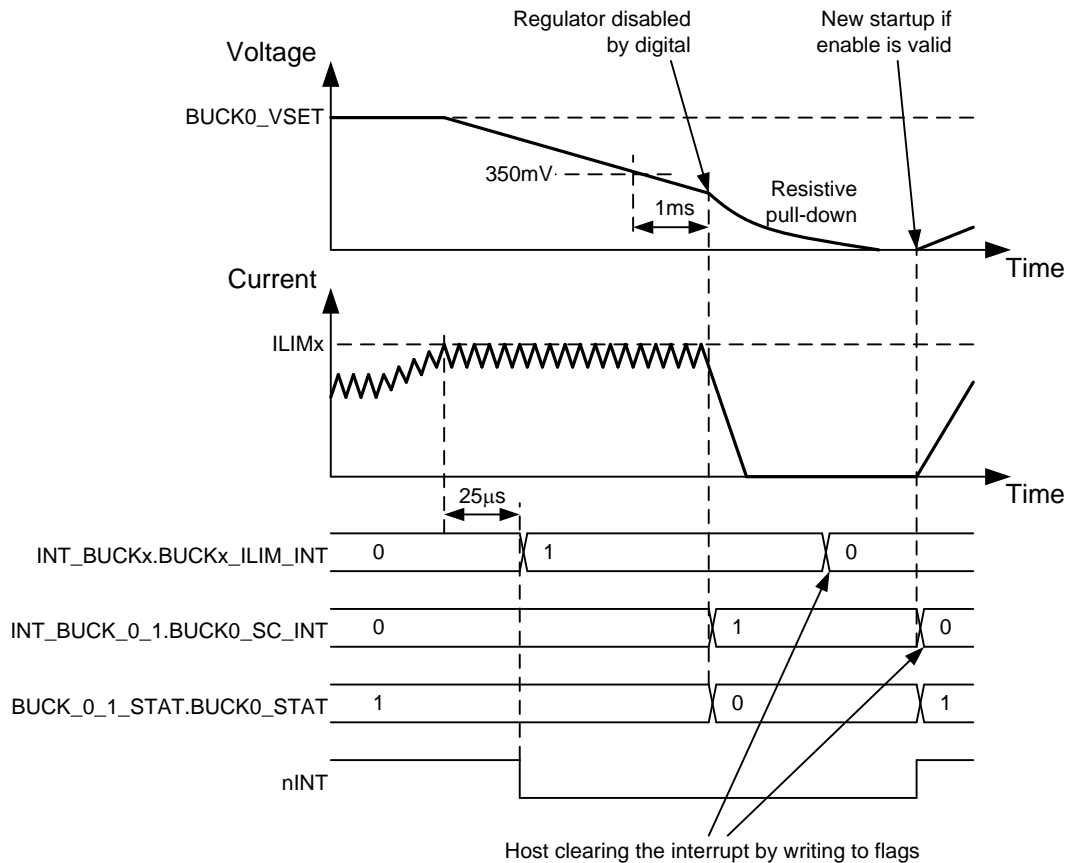 Regulator disabled
by digital
New startup if
enable is valid
Voltage
BUCK0_VSET
350mV
1ms
Resistive
pull-down
Time
Current
ILIMx
Time
25μs
INT_BUCKx.BUCKx_ILIM_INT
0
1
0
INT_BUCK_0_1.BUCK0_SC_INT
0
1
0
BUCK_0_1_STAT.BUCK0_STAT
1
0
1
nINT
Host clearing the interrupt by writing to flags